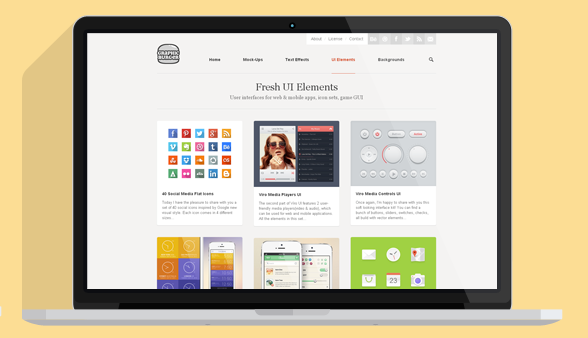 About
License
Contact
GRAPHIC
BURGER
Home
Mock-Ups
Text Effects
UI Elements
Backgrounds
Fresh UI Elements
User interfaces for web & mobile apps, icon sets, game GUI
40 Social Media Flat Icons
Today I have the pleasure to share with you a
set of 40 social icons inspired by Google new
visual style. Each icon comes in 4 different
sizes.
Vire Media Players UI
The second part of Vire UI features 2 user
friendly media players(video & audio), which
can be used for web and mobile applications.
All the elements in this set
Vire Media Controls UI
Once again, I'm happy to share with you this
soft looking interface kit! You can find a
bunch of buttons, sliders, switches, checks,
all build with vector elements
23